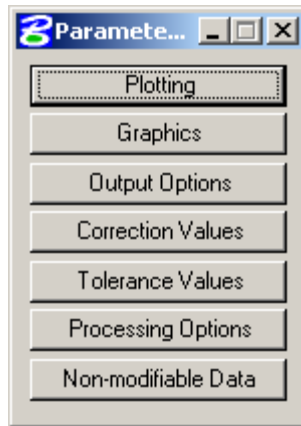 Paramete...
Plotting
Graphics
Output Options
Correction Values
Tolerance Values
Processing Options
Non-modifiable Data